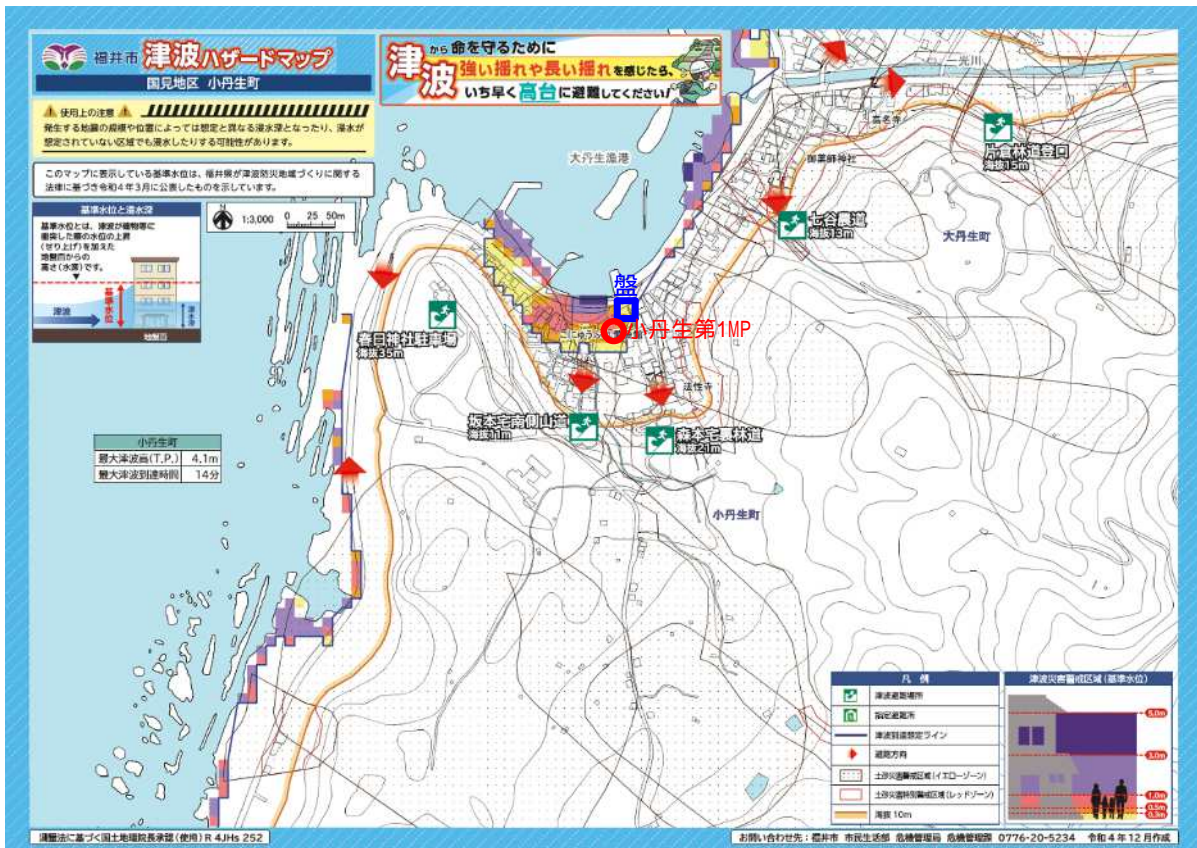 福井市 津波ハザードマップ
国見地区 小丹生町
津波から命を守るために
強い揺れや長い揺れを感じたら、
いち早く高台に避難してください!
使用上の注意
発生する地震の規模や位置によっては想定と異なる浸水深となったり、浸水が
想定されていない区域でも浸水したりする可能性があります。
このマップに表示している基準水位は、福井県が津波防災地域づくりに関する
法律に基づき令和4年3月に公表したものを示しています。
基準水位と浸水深
基準水位とは、津波が建物等に
衝突した際の水位の上昇
(せり上げ)を加えた
地盤面からの
高さ(水深)です。
基準水位
津波
浸水深
地盤面
N
1:3,000 0 25 50m
大丹生漁港
一光川
高名寺
御薬師神社
片倉林道登口
海抜15m
七谷農道
海抜13m
大丹生町
盤
小丹生第1MP
春日神社駐車場
海抜35m
法性寺
坂本宅南側山道
海抜11m
森本宅農林道
海抜21m
小丹生町
小丹生町
最大津波高(T.P.) 4.1m
最大津波到達時間 14分
凡 例
津波避難場所
指定避難所
津波到達想定ライン
避難方向
土砂災害警戒区域(イエローゾーン)
土砂災害特別警戒区域(レッドゾーン)
海抜 10m
津波災害警戒区域(基準水位)
5.0m
3.0m
1.0m
0.5m
0.3m
測量法に基づく国土地理院長承認(使用)R 4JHs 252
お問い合わせ先:福井市 市民生活部 危機管理局 危機管理課 0776-20-5234 令和4年12月作成